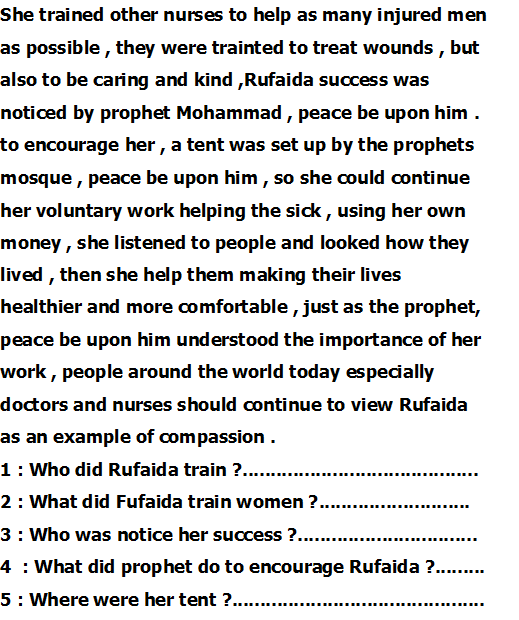 She trained other nurses to help as many injured men
as possible , they were trainted to treat wounds , but
also to be caring and kind ,Rufaida success was
noticed by prophet Mohammad , peace be upon him .
to encourage her , a tent was set up by the prophets
mosque , peace be upon him , so she could continue
her voluntary work helping the sick , using her own
money , she listened to people and looked how they
lived , then she help them making their lives
healthier and more comfortable , just as the prophet,
peace be upon him understood the importance of her
work , people around the world today especially
doctors and nurses should continue to view Rufaida
as an example of compassion .
1 : Who did Rufaida train ?..........................................
2 : What did Fufaida train women ?...........................
3 : Who was notice her success ?................................
4  : What did prophet do to encourage Rufaida ?.........
5 : Where were her tent ?.............................................